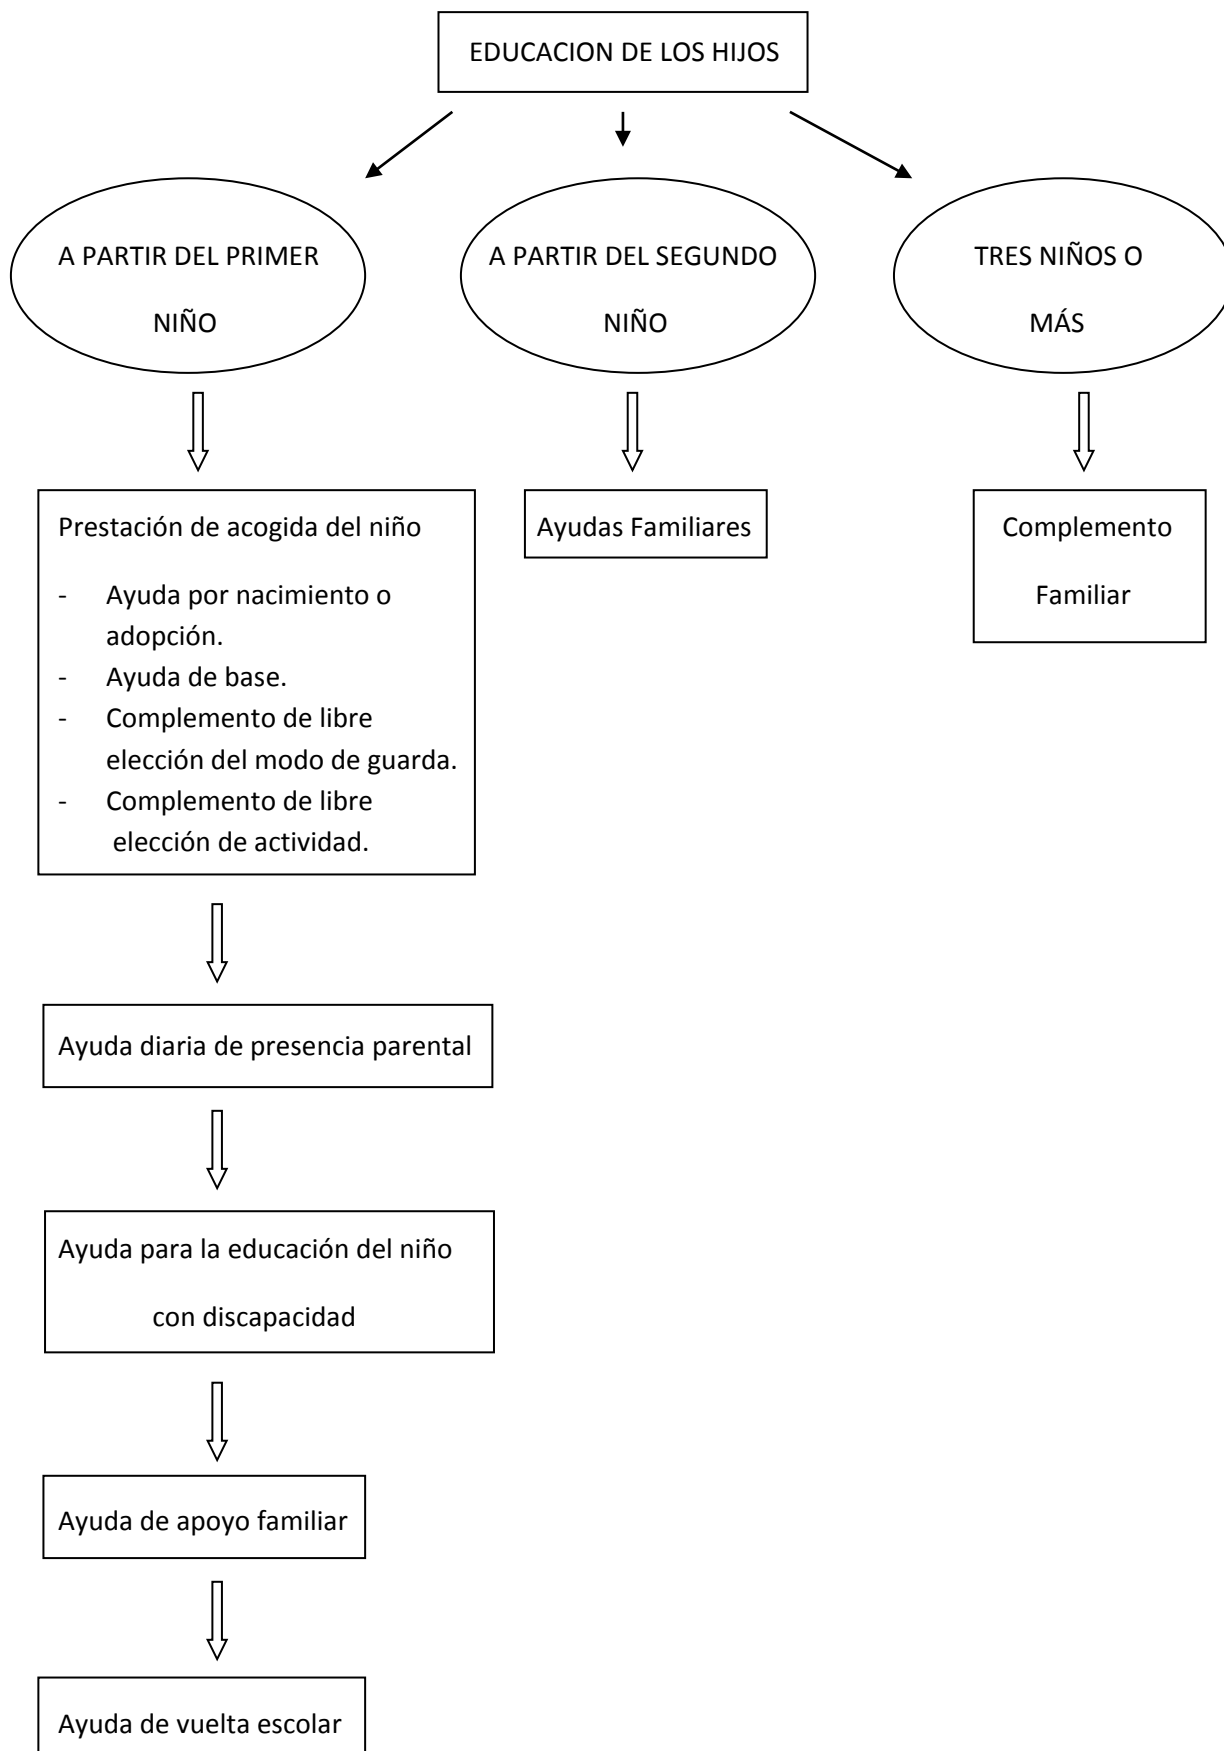 EDUCACION DE LOS HIJOS
A PARTIR DEL PRIMER
NIÑO
A PARTIR DEL SEGUNDO
NIÑO
TRES NIÑOS O
MÁS
Prestación de acogida del niño
- Ayuda por nacimiento o
adopción.
- Ayuda de base.
- Complemento de libre
elección del modo de guarda.
- Complemento de libre
elección de actividad.
Ayudas Familiares
Complemento
Familiar
Ayuda diaria de presencia parental
Ayuda para la educación del niño
con discapacidad
Ayuda de apoyo familiar
Ayuda de vuelta escolar